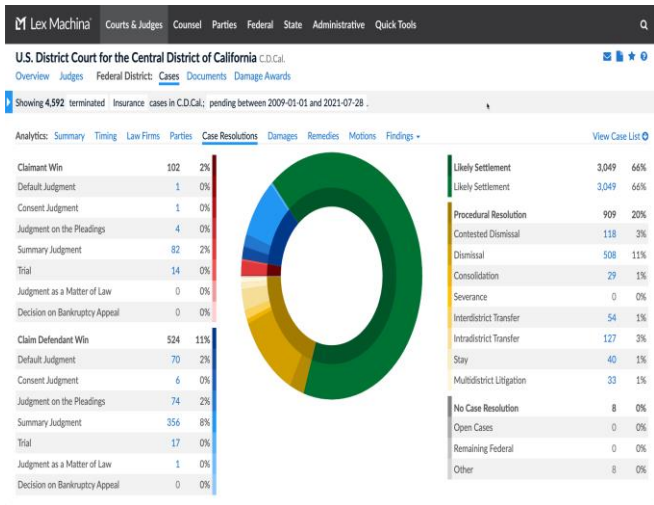 Lex Machina Courts & Judges Counsel Parties Federal State Administrative Quick Tools
U.S. District Court for the Central District of California C.D.Cal.
Overview Judges Federal District: Cases Documents Damage Awards
Showing 4,592 terminated Insurance cases in C.D.Cal.; pending between 2009-01-01 and 2021-07-28 .
Analytics: Summary Timing Law Firms Parties Case Resolutions Damages Remedies Motions Findings View Case List
Claimant Win 102 2%
Default Judgment 1 0%
Consent Judgment 1 0%
Judgment on the Pleadings 4 0%
Summary Judgment 82 2%
Trial 14 0%
Judgment as a Matter of Law 0 0%
Decision on Bankruptcy Appeal 0 0%
Claim Defendant Win 524 11%
Default Judgment 70 2%
Consent Judgment 6 0%
Judgment on the Pleadings 74 2%
Summary Judgment 356 8%
Trial 17 0%
Judgment as a Matter of Law 1 0%
Decision on Bankruptcy Appeal 0 0%
Likely Settlement 3,049 66%
Likely Settlement 3,049 66%
Procedural Resolution 909 20%
Contested Dismissal 118 3%
Dismissal 508 11%
Consolidation 29 1%
Severance 0 0%
Interdistrict Transfer 54 1%
Intradistrict Transfer 127 3%
Stay 40 1%
Multidistrict Litigation 33 1%
No Case Resolution 8 0%
Open Cases 0 0%
Remaining Federal 0 0%
Other 8 0%